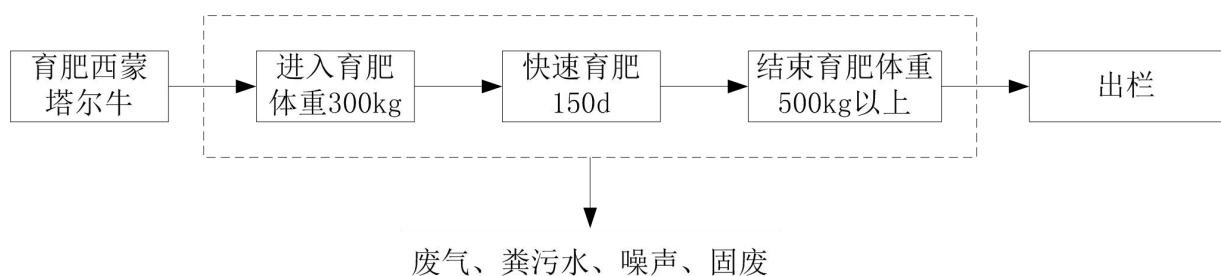 育肥西蒙
塔尔牛
进入育肥
体重300kg
快速育肥
150d
结束育肥体重
500kg以上
出栏
废气、粪污水、噪声、固废